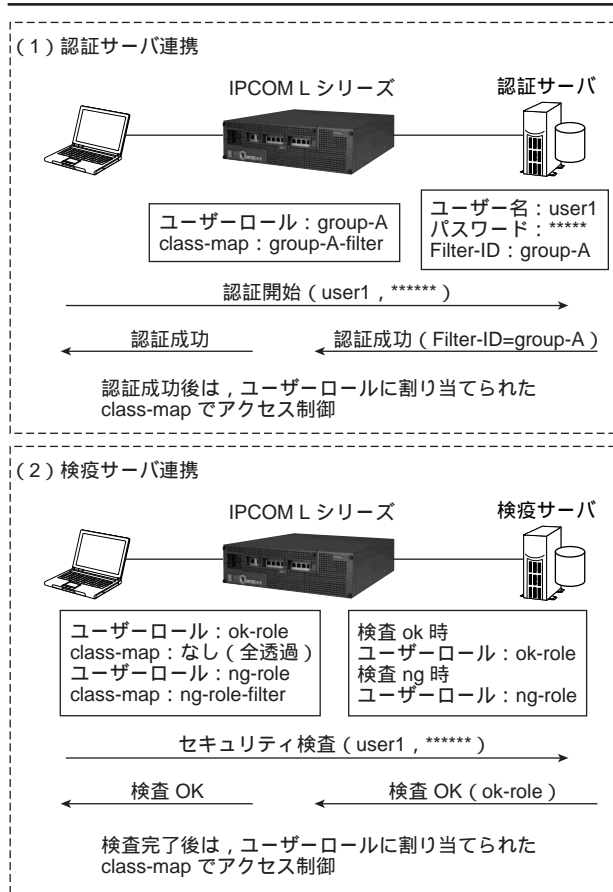 (1)認証サーバ連携
IPCOM L シリーズ
認証サーバ
ユーザーロール：group-A
class-map：group-A-filter
ユーザー名：user1
パスワード：*****
Filter-ID：group-A
認証開始(user1，******)
認証成功
認証成功(Filter-ID=group-A)
認証成功後は，ユーザーロールに割り当てられた
class-map でアクセス制御
(2)検疫サーバ連携
IPCOM L シリーズ
検疫サーバ
ユーザーロール：ok-role
class-map：なし(全透過)
ユーザーロール：ng-role
class-map：ng-role-filter
検査 ok 時
ユーザーロール：ok-role
検査 ng 時
ユーザーロール：ng-role
セキュリティ検査(user1，******)
検査 OK
検査 OK(ok-role)
検査完了後は，ユーザーロールに割り当てられた
class-map でアクセス制御